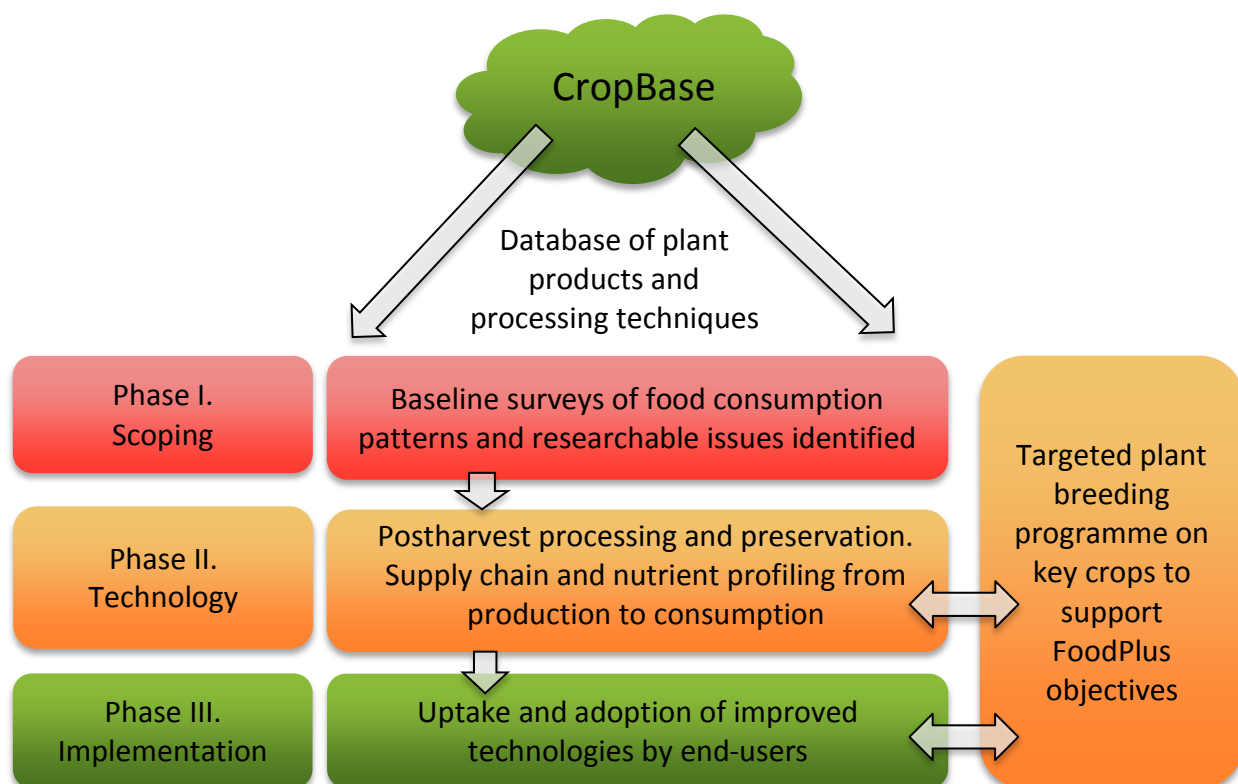 CropBase
Database of plant
products and
processing techniques
Phase I.
Scoping
Baseline surveys of food consumption
patterns and researchable issues identified
Phase II.
Technology
Postharvest processing and preservation.
Supply chain and nutrient profiling from
production to consumption
Phase III.
Implementation
Uptake and adoption of improved
technologies by end-users
Targeted plant
breeding
programme on
key crops to
support
FoodPlus
objectives